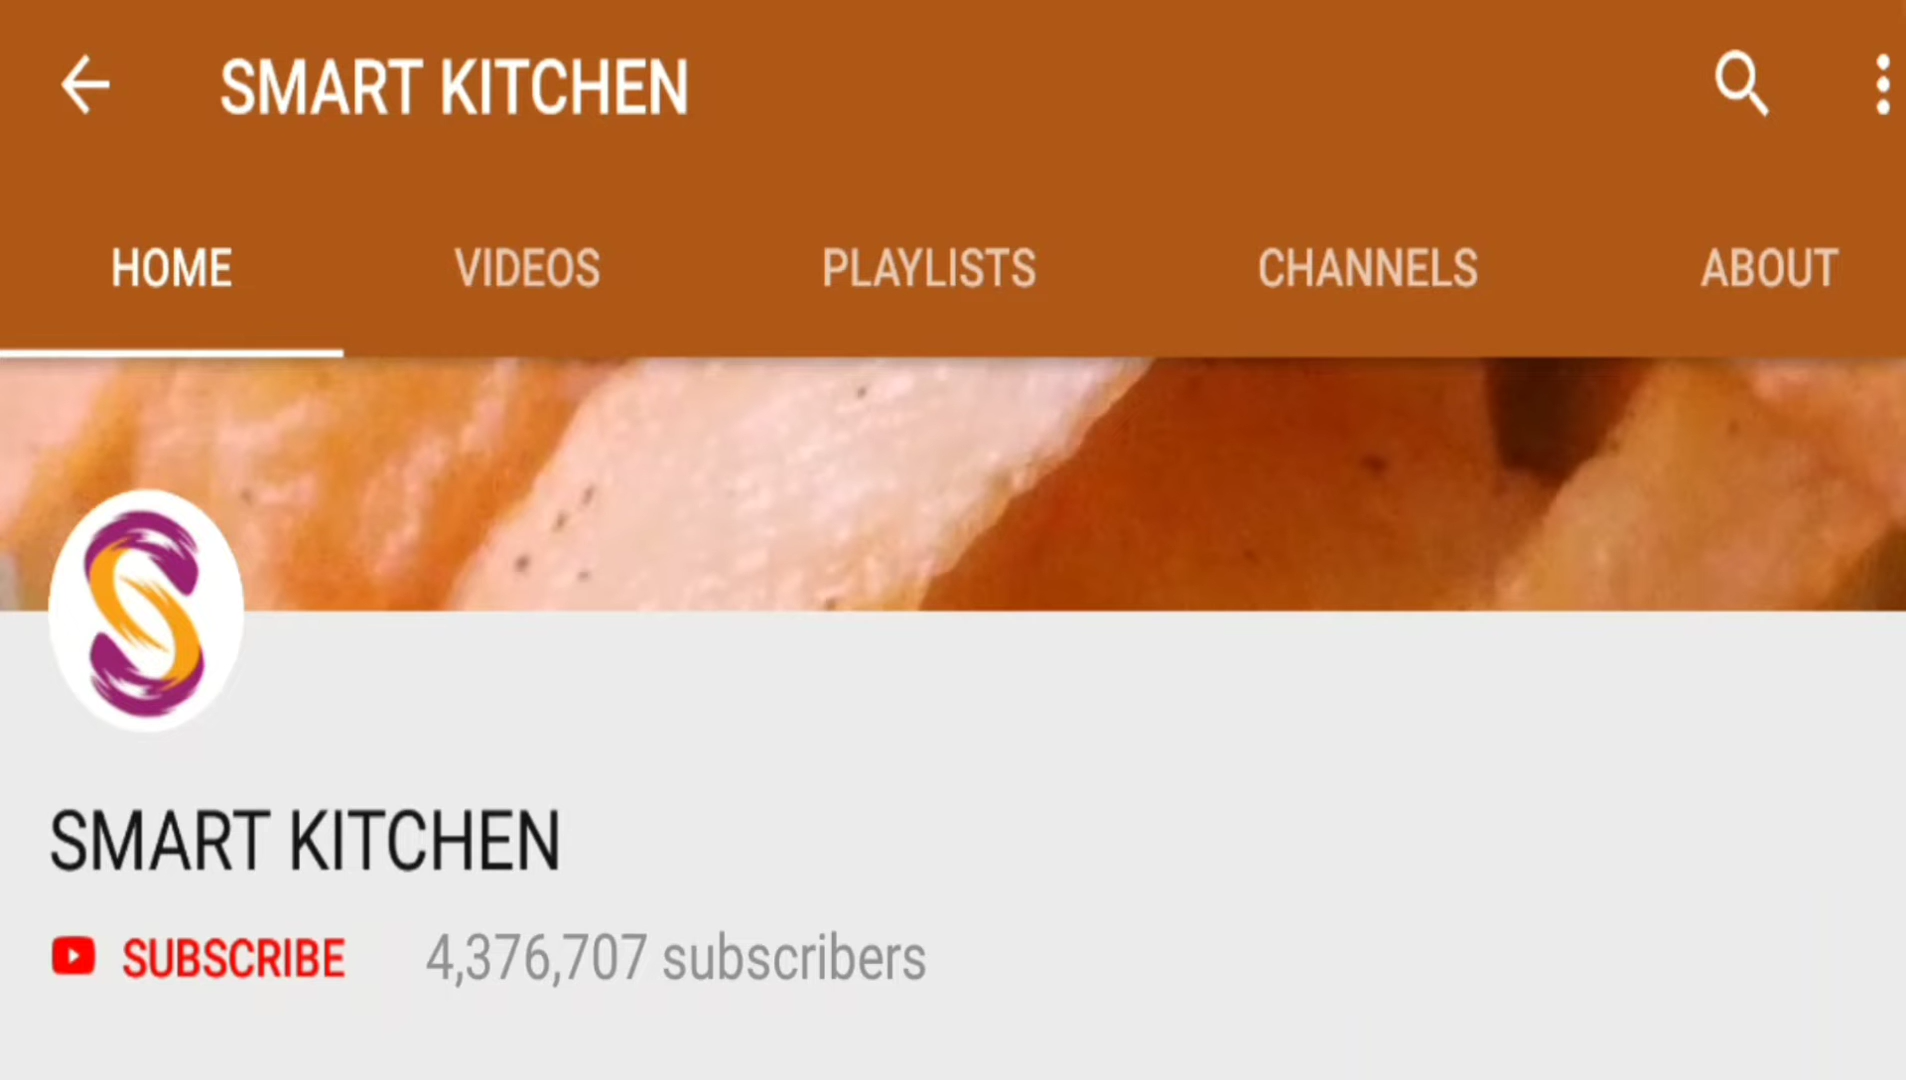 SMART KITCHEN
HOME VIDEOS PLAYLISTS CHANNELS ABOUT
SMART KITCHEN
SUBSCRIBE 4,376,707 subscribers